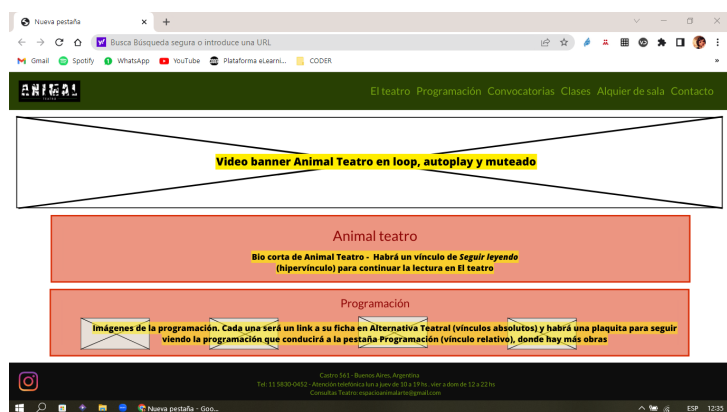 Nueva pestaña
Busca Búsqueda segura o introduce una URL
Gmail Spotify WhatsApp YouTube Plataforma eLearni... CODER »
ANIMAL
TEATRO
El teatro Programación Convocatorias Clases Alquier de sala Contacto
Video banner Animal Teatro en loop, autoplay y muteado
Animal teatro
Bio corta de Animal Teatro - Habrá un vínculo de Seguir leyendo
(hipervínculo) para continuar la lectura en El teatro
Programación
Imágenes de la programación. Cada una será un link a su ficha en Alternativa Teatral (vínculos absolutos) y habrá una plaquita para seguir
viendo la programación que conducirá a la pestaña Programación (vínculo relativo), donde hay más obras
Castro 561 - Buenos Aires, Argentina
Tel: 11 5830-0452 - Atención telefónica lun a juev de 10 a 19 hs. vier a dom de 12 a 22 hs
Consultas Teatro: espacioanimalarte@gmail.com
Nueva pestaña - Goo...
ESP 12:35